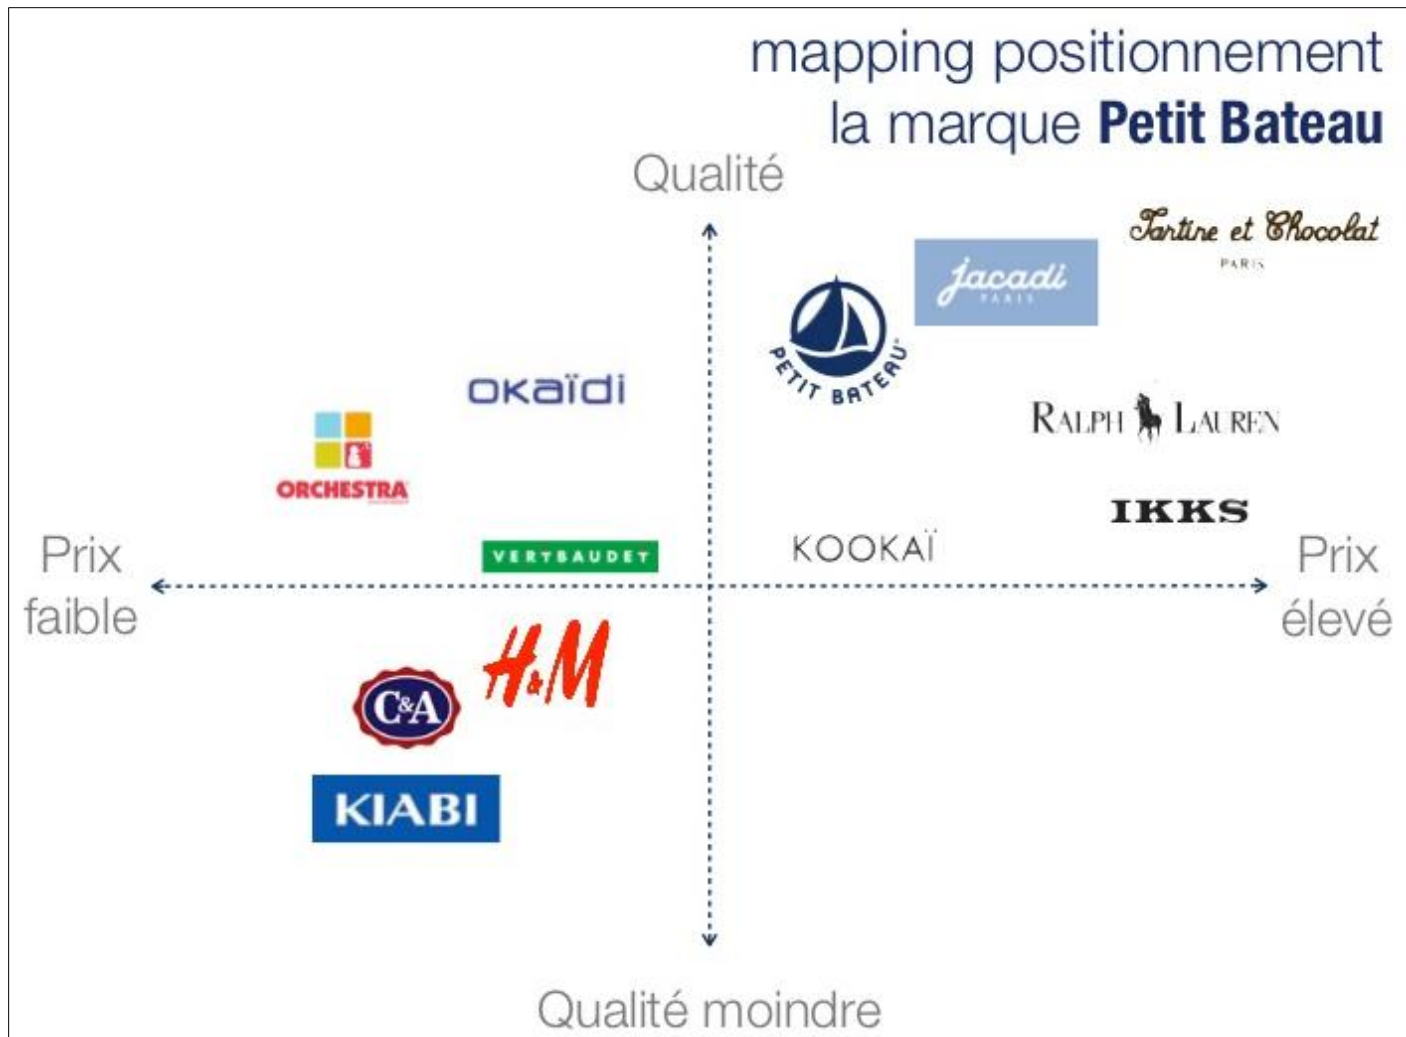 mapping positionnement
la marque Petit Bateau
Qualité
Tartine et Chocolat
PARIS
jacadi
PARIS
PETIT BATEAU
OKaïdi
RALPH LAUREN
ORCHESTRA
IKKS
KOOKAÏ
VERTBAUDET
Prix
faible
Prix
élevé
H&M
C&A
KIABI
Qualité moindre